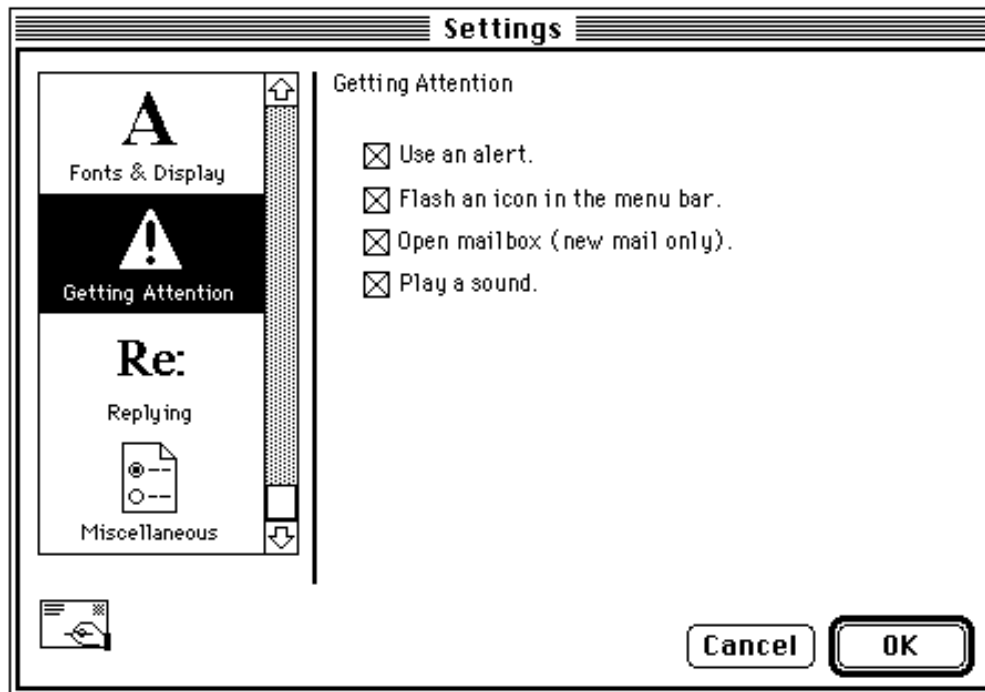 Settings
A
Fonts & Display
Getting Attention
Re:
Replying
Miscellaneous
Getting Attention
Use an alert.
Flash an icon in the menu bar.
Open mailbox (new mail only).
Play a sound.
Cancel
OK